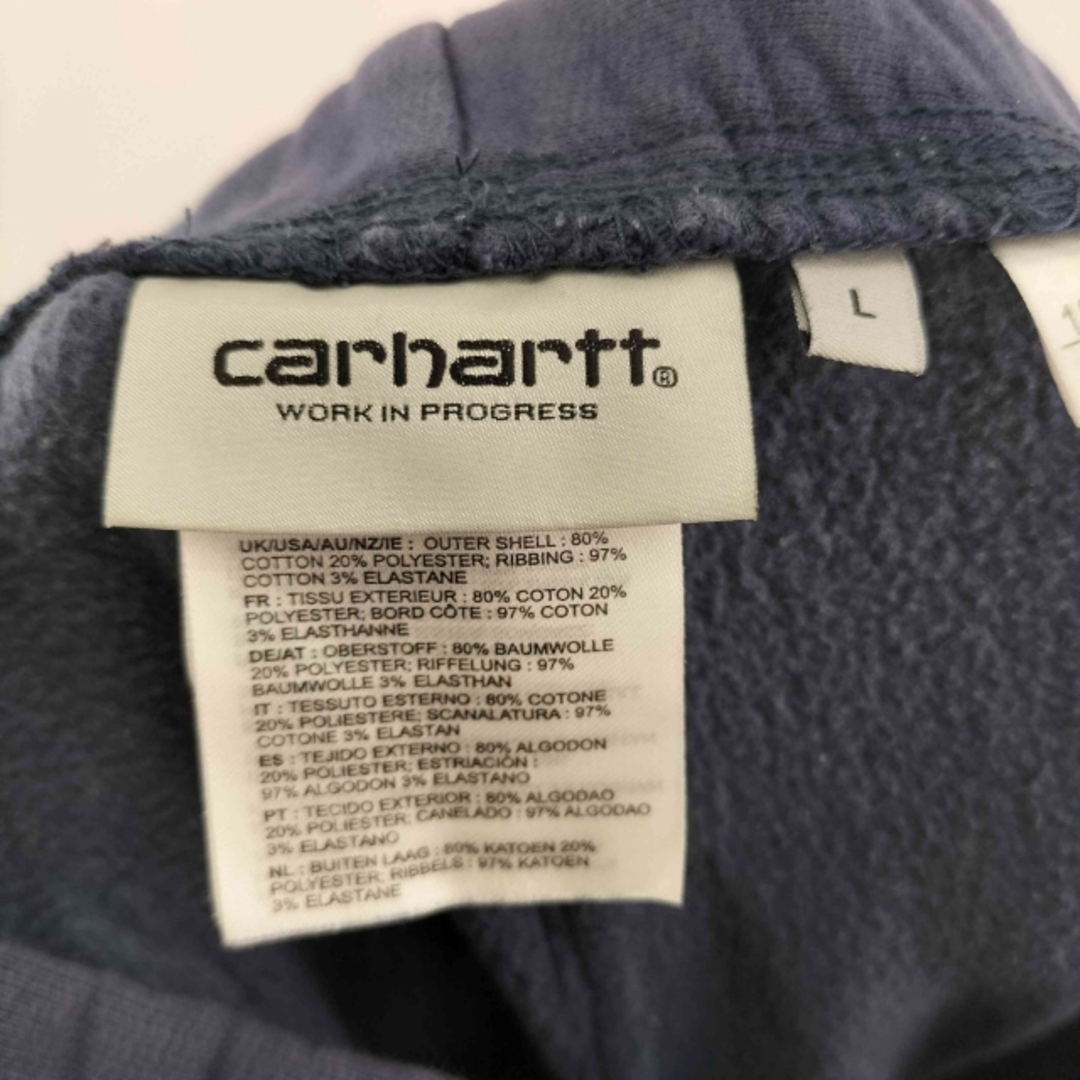 carhartt®
WORK IN PROGRESS
L
UK/USA/AU/NZ/IE : OUTER SHELL : 80%
COTTON 20% POLYESTER; RIBBING : 97%
COTTON 3% ELASTANE
FR : TISSU EXTERIEUR : 80% COTON 20%
POLYESTER; BORD CÔTE : 97% COTON
3% ELASTHANNE
DE/AT : OBERSTOFF : 80% BAUMWOLLE
20% POLYESTER; RIFFELUNG : 97%
BAUMWOLLE 3% ELASTHAN
IT : TESSUTO ESTERNO : 80% COTONE
20% POLIESTERE; SCANALATURA : 97%
COTONE 3% ELASTAN
ES : TEJIDO EXTERNO : 80% ALGODON
20% POLIESTER; ESTRIACIÓN :
97% ALGODON 3% ELASTANO
PT : TECIDO EXTERIOR : 80% ALGODAO
20% POLIESTER; CANELADO : 97% ALGODAO
3% ELASTANO
NL : BUITEN LAAG : 80% KATOEN 20%
POLYESTER; RIBBELS : 97% KATOEN
3% ELASTANE